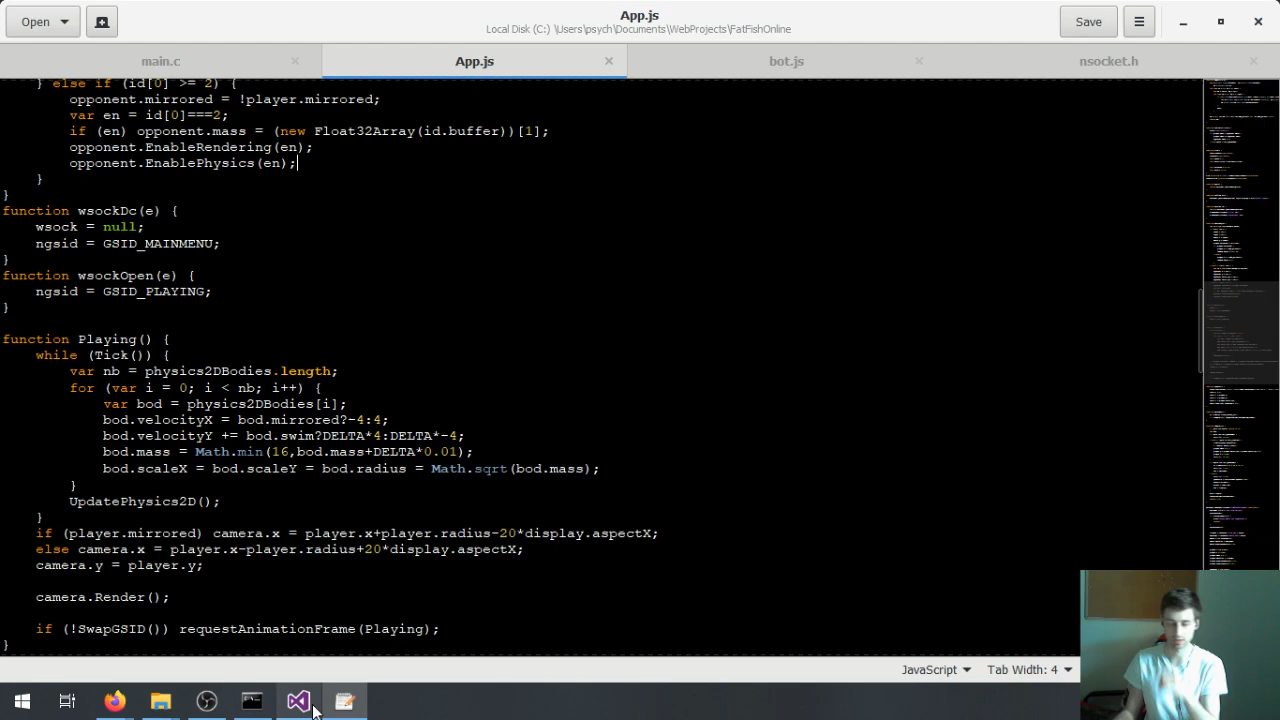 Open
App.js
Local Disk (C:) \Users\psych\Documents\WebProjects\FatFishOnline
Save
main.c
App.js
bot.js
nsocket.h
} else if (id[0] >= 2) {
opponent.mirrored = !player.mirrored;
var en = id[0]===2;
if (en) opponent.mass = (new Float32Array(id.buffer))[1];
opponent.EnableRendering(en);
opponent.EnablePhysics(en);
}
}
function wsockDc(e) {
wsock = null;
ngsid = GSID_MAINMENU;
}
function wsockOpen(e) {
ngsid = GSID_PLAYING;
}
function Playing() {
while (Tick()) {
var nb = physics2DBodies.length;
for (var i = 0; i < nb; i++) {
var bod = physics2DBodies[i];
bod.velocityX = bod.mirrored?-4:4;
bod.velocityY += bod.swim?DELTA*4:DELTA*-4;
bod.mass = Math.min(16,bod.mass+DELTA*0.01);
bod.scaleX = bod.scaleY = bod.radius = Math.sqrt(bod.mass);
}
UpdatePhysics2D();
}
if (player.mirrored) camera.x = player.x+player.radius-20*display.aspectX;
else camera.x = player.x-player.radius+20*display.aspectX;
camera.y = player.y;
camera.Render();
if (!SwapGSID()) requestAnimationFrame(Playing);
}
JavaScript
Tab Width: 4